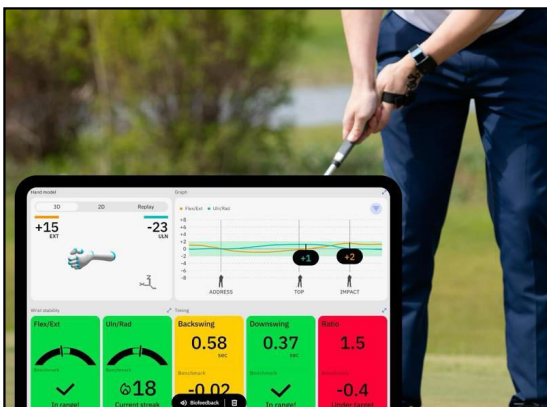 Hand model
3D 2D Replay
+15
EXT
-23
ULN
Graph
Flex/Ext Uln/Rad
+8
+6
+4
+2
0
-2
-4
-6
-8
+1
+2
ADDRESS TOP IMPACT
Wrist stability
Flex/Ext
Benchmark
In range!
Uln/Rad
Benchmark
18
Current streak
Timing
Backswing
0.58
sec
Benchmark
-0.02
Downswing
0.37
sec
Benchmark
In range!
Ratio
1.5
Benchmark
-0.4
Under target
Biofeedback